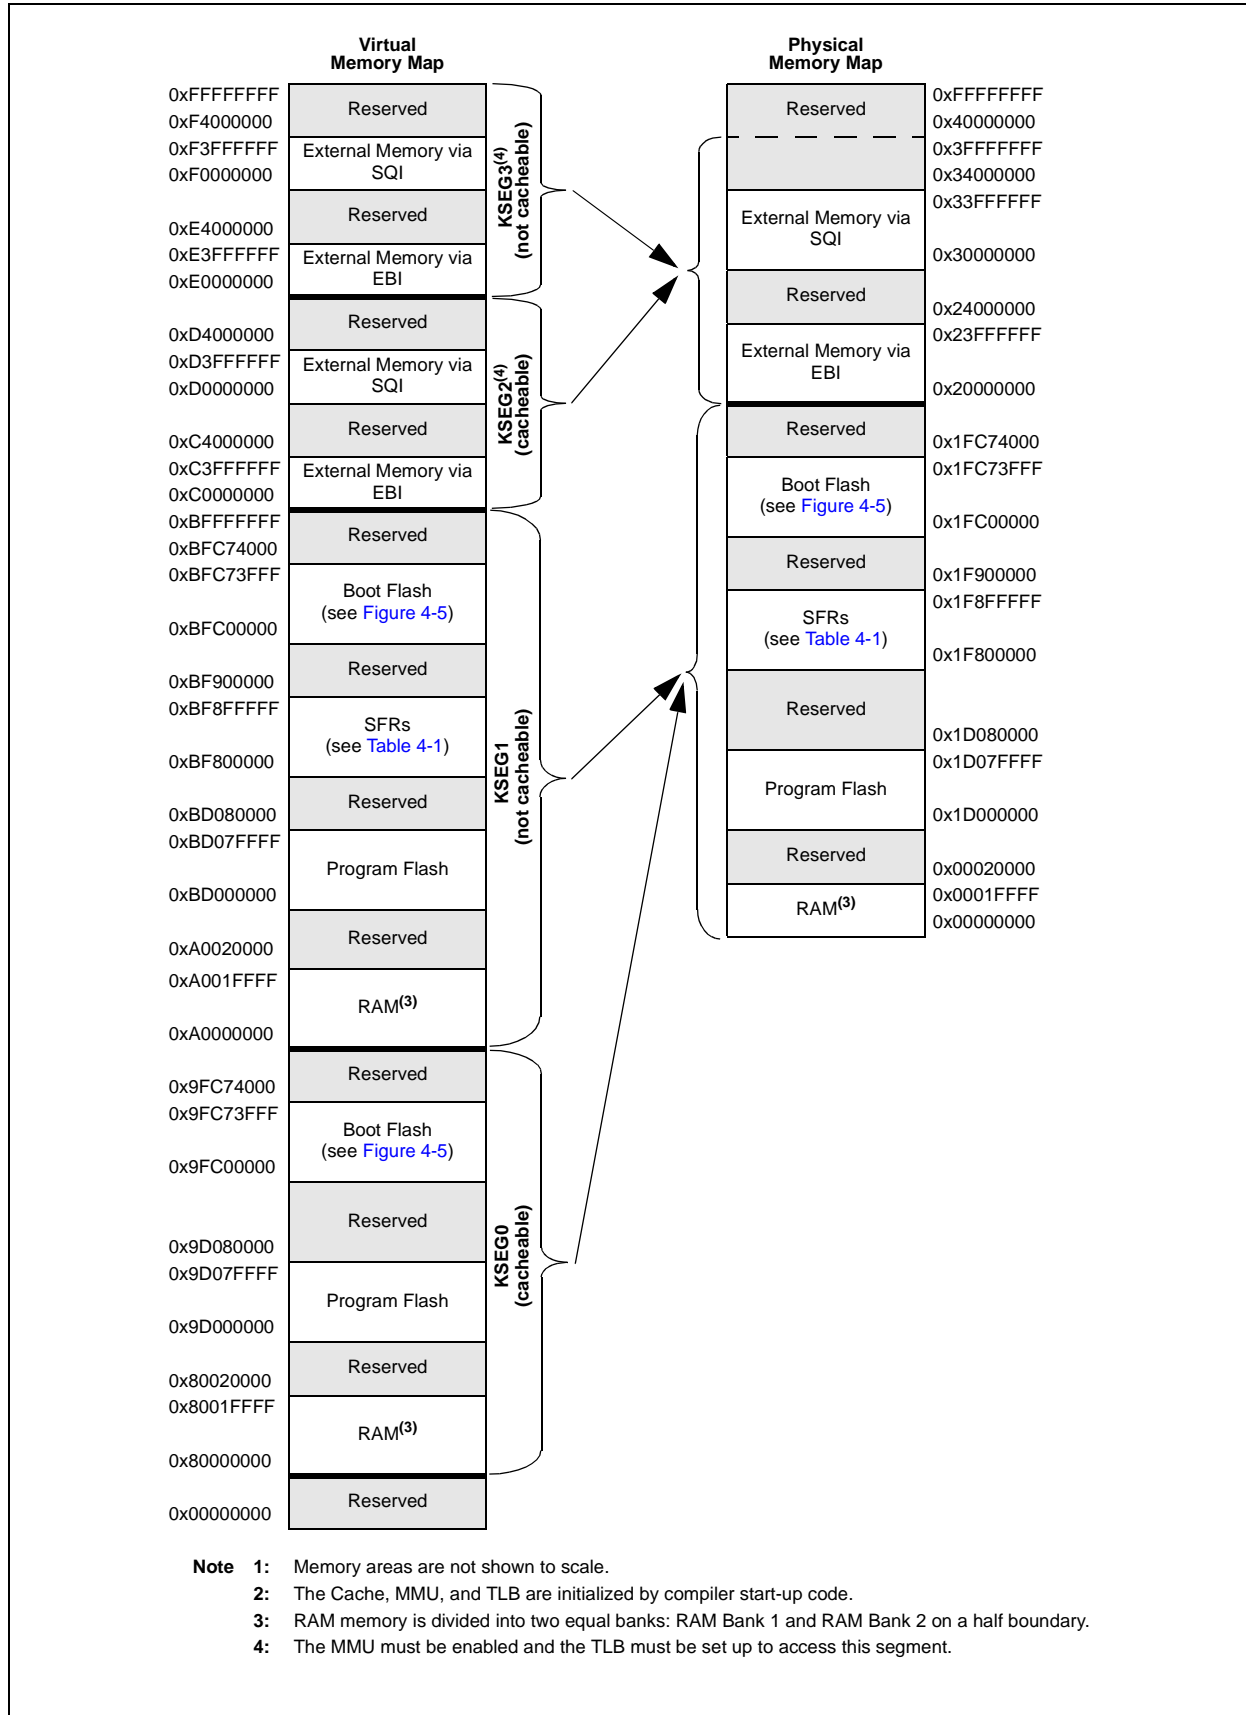 Virtual
Memory Map
0xFFFFFFFF
Reserved
0xF4000000
0xF3FFFFFF
External Memory via
SQI
0xF0000000
Reserved
0xE4000000
0xE3FFFFFF
External Memory via
EBI
0xE0000000
KSEG3(4)
(not cacheable)
Reserved
0xD4000000
0xD3FFFFFF
External Memory via
SQI
0xD0000000
Reserved
0xC4000000
0xC3FFFFFF
External Memory via
EBI
0xC0000000
KSEG2(4)
(cacheable)
0xBFFFFFFF
Reserved
0xBFC74000
0xBFC73FFF
Boot Flash
(see Figure 4-5)
0xBFC00000
Reserved
0xBF900000
0xBF8FFFFF
SFRs
(see Table 4-1)
0xBF800000
Reserved
0xBD080000
0xBD07FFFF
Program Flash
0xBD000000
Reserved
0xA0020000
0xA001FFFF
RAM(3)
0xA0000000
KSEG1
(not cacheable)
Reserved
0x9FC74000
0x9FC73FFF
Boot Flash
(see Figure 4-5)
0x9FC00000
Reserved
0x9D080000
0x9D07FFFF
Program Flash
0x9D000000
Reserved
0x80020000
0x8001FFFF
RAM(3)
0x80000000
KSEG0
(cacheable)
Reserved
0x00000000
Physical
Memory Map
0xFFFFFFFF
Reserved
0x40000000
0x3FFFFFFF
0x34000000
0x33FFFFFF
External Memory via
SQI
0x30000000
Reserved
0x24000000
0x23FFFFFF
External Memory via
EBI
0x20000000
Reserved
0x1FC74000
0x1FC73FFF
Boot Flash
(see Figure 4-5)
0x1FC00000
Reserved
0x1F900000
0x1F8FFFFF
SFRs
(see Table 4-1)
0x1F800000
Reserved
0x1D080000
0x1D07FFFF
Program Flash
0x1D000000
Reserved
0x00020000
0x0001FFFF
RAM(3)
0x00000000
Note 1: Memory areas are not shown to scale.
2: The Cache, MMU, and TLB are initialized by compiler start-up code.
3: RAM memory is divided into two equal banks: RAM Bank 1 and RAM Bank 2 on a half boundary.
4: The MMU must be enabled and the TLB must be set up to access this segment.